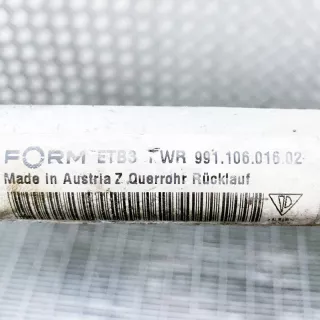 FORM ETB3 TWR 991.106.016.02
Made in Austria Z Querrohr Rücklauf